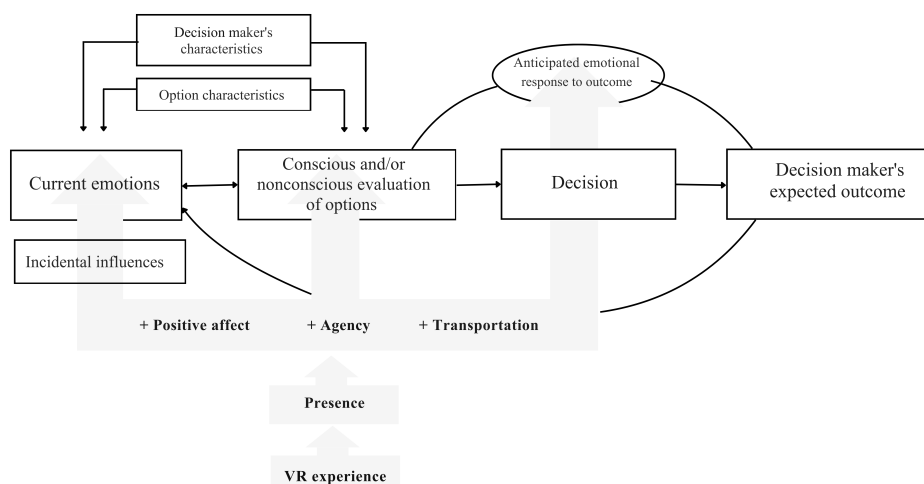 Decision maker's
characteristics
Option characteristics
Anticipated emotional
response to outcome
Current emotions
Conscious and/or
nonconscious evaluation
of options
Decision
Decision maker's
expected outcome
Incidental influences
+ Positive affect
+ Agency
+ Transportation
Presence
VR experience